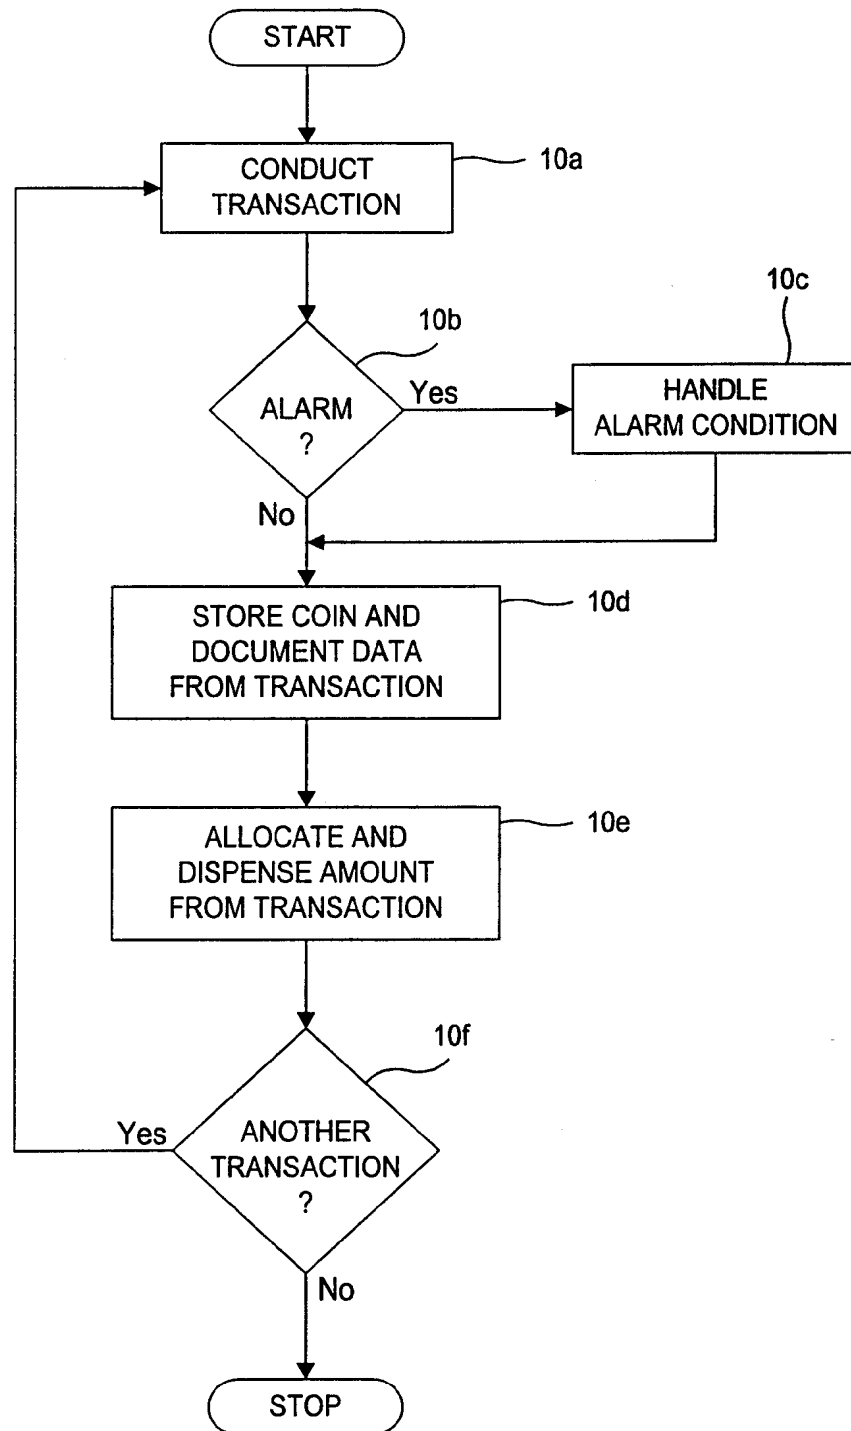 START
CONDUCT
TRANSACTION
10a
10b
ALARM
?
Yes
10c
HANDLE
ALARM CONDITION
No
STORE COIN AND
DOCUMENT DATA
FROM TRANSACTION
10d
ALLOCATE AND
DISPENSE AMOUNT
FROM TRANSACTION
10e
10f
Yes
ANOTHER
TRANSACTION
?
No
STOP